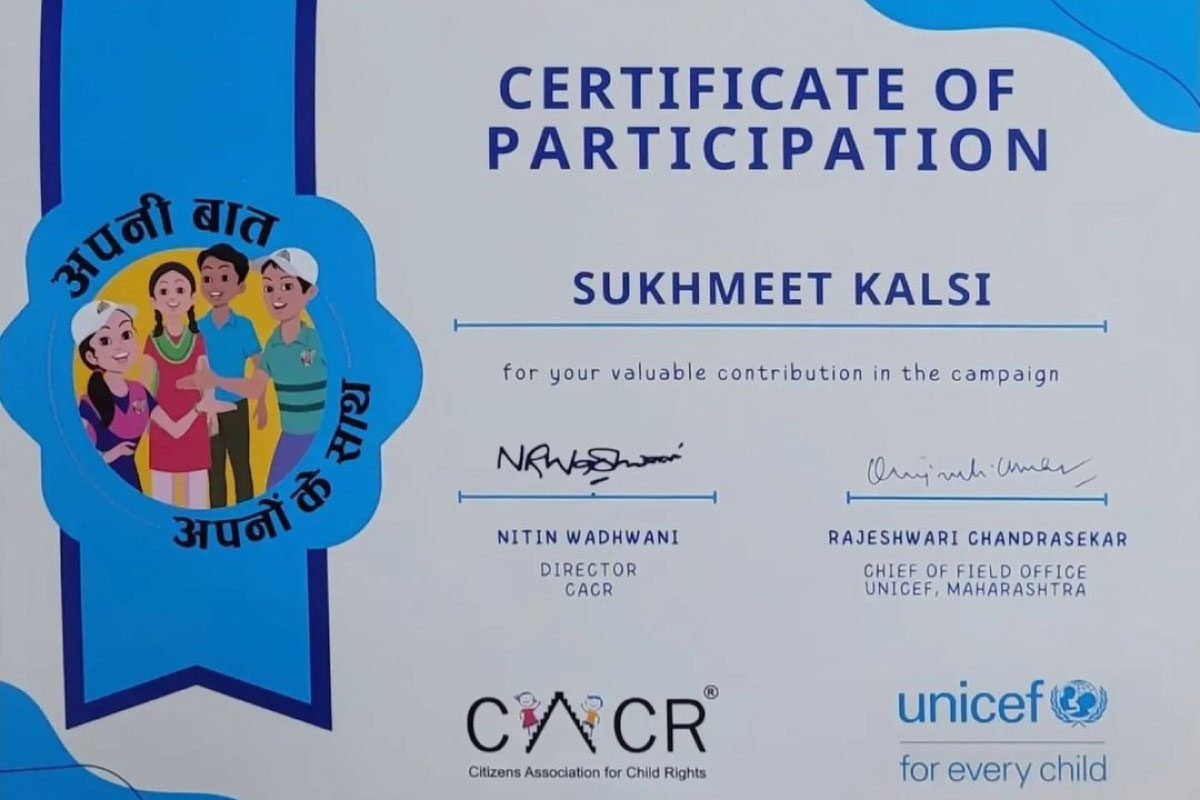 अपनी बात
अपनों के साथ
CERTIFICATE OF
PARTICIPATION
SUKHMEET KALSI
for your valuable contribution in the campaign
NITIN WADHWANI
DIRECTOR
CACR
RAJESHWARI CHANDRASEKAR
CHIEF OF FIELD OFFICE
UNICEF, MAHARASHTRA
CACR®
Citizens Association for Child Rights
unicef
for every child